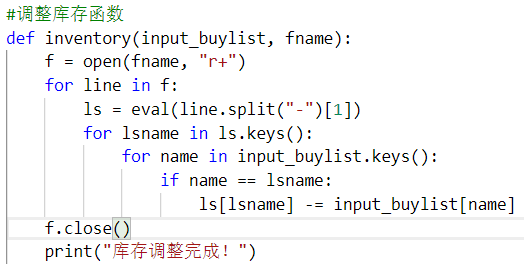 #调整库存函数
def inventory(input_buylist, fname):
    f = open(fname, "r+")
    for line in f:
        ls = eval(line.split("-")[1])
        for lsname in ls.keys():
            for name in input_buylist.keys():
                if name == lsname:
                    ls[lsname] -= input_buylist[name]
    f.close()
    print("库存调整完成！")